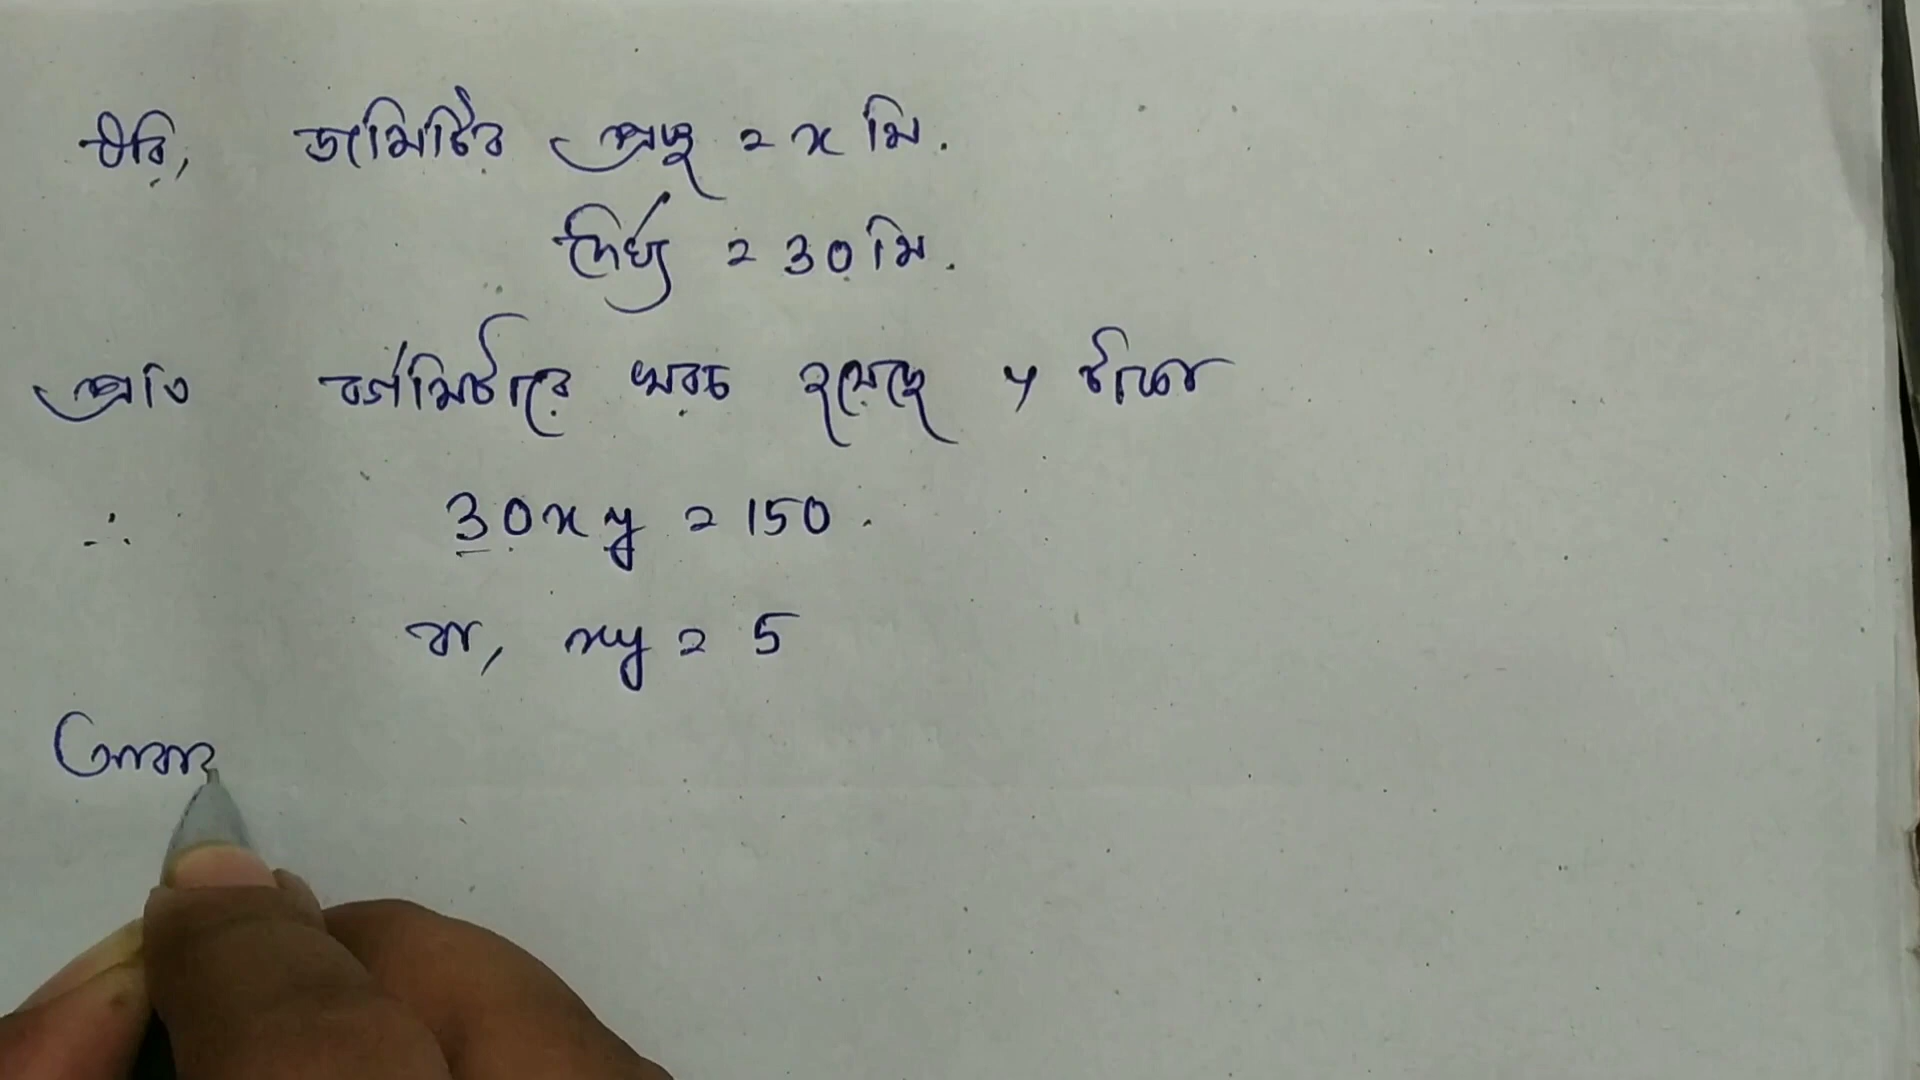 ধরি, জমিটির প্রস্থ = x মি.
দৈর্ঘ্য = 30 মি.
প্রতি বর্গমিটারে খরচ হয়েছে y টাকা
∴ 30xy = 150
বা, xy = 5
আবার